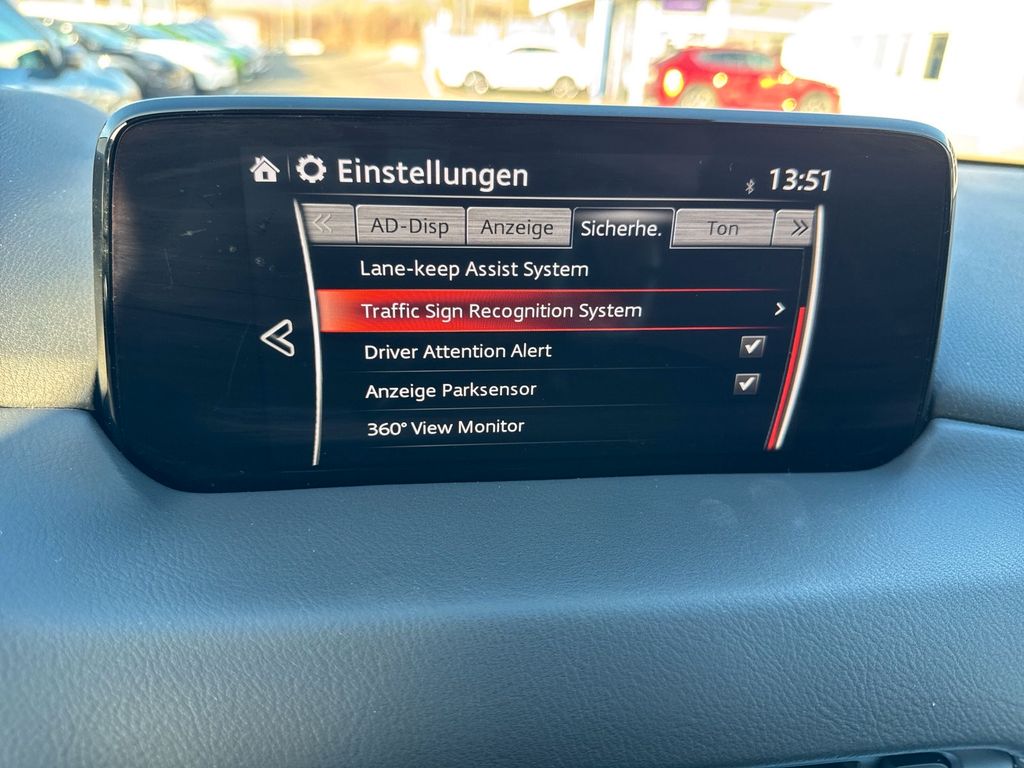 Einstellungen 13:51
AD-Disp Anzeige Sicherhe. Ton
Lane-keep Assist System
Traffic Sign Recognition System
Driver Attention Alert
Anzeige Parksensor
360° View Monitor